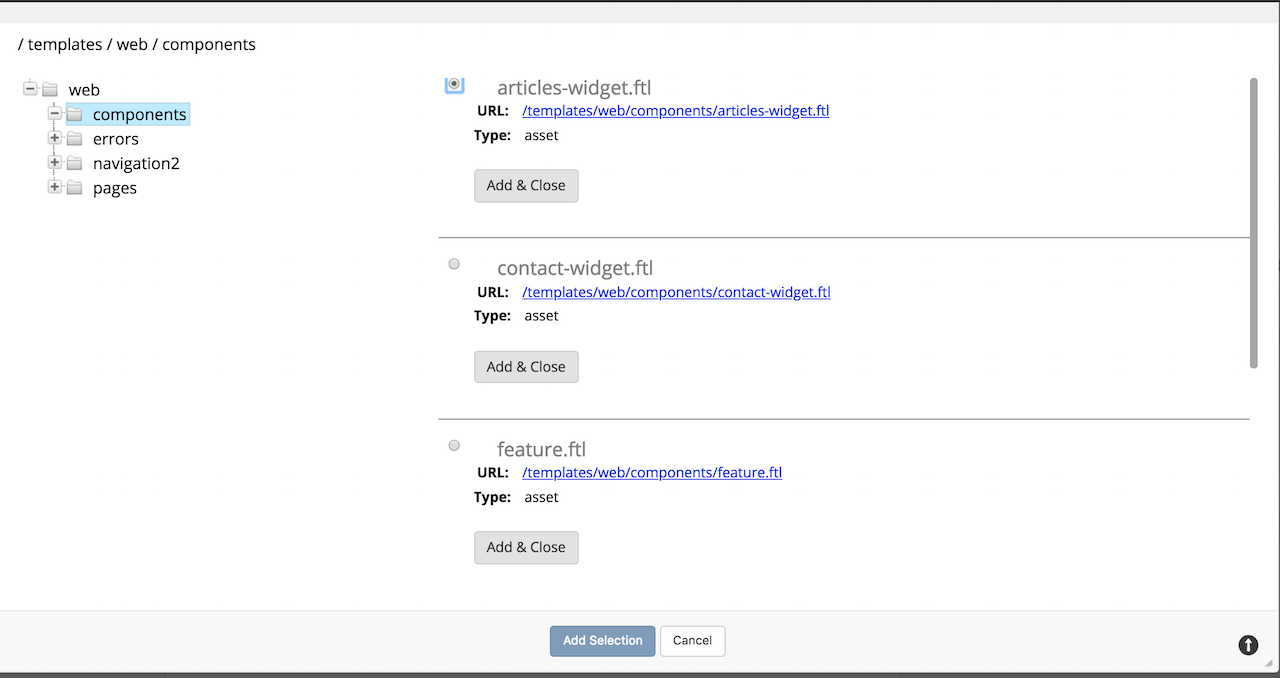 / templates / web / components
web
components
errors
navigation2
pages
articles-widget.ftl
URL: /templates/web/components/articles-widget.ftl
Type: asset
Add & Close
contact-widget.ftl
URL: /templates/web/components/contact-widget.ftl
Type: asset
Add & Close
feature.ftl
URL: /templates/web/components/feature.ftl
Type: asset
Add & Close
Add Selection Cancel